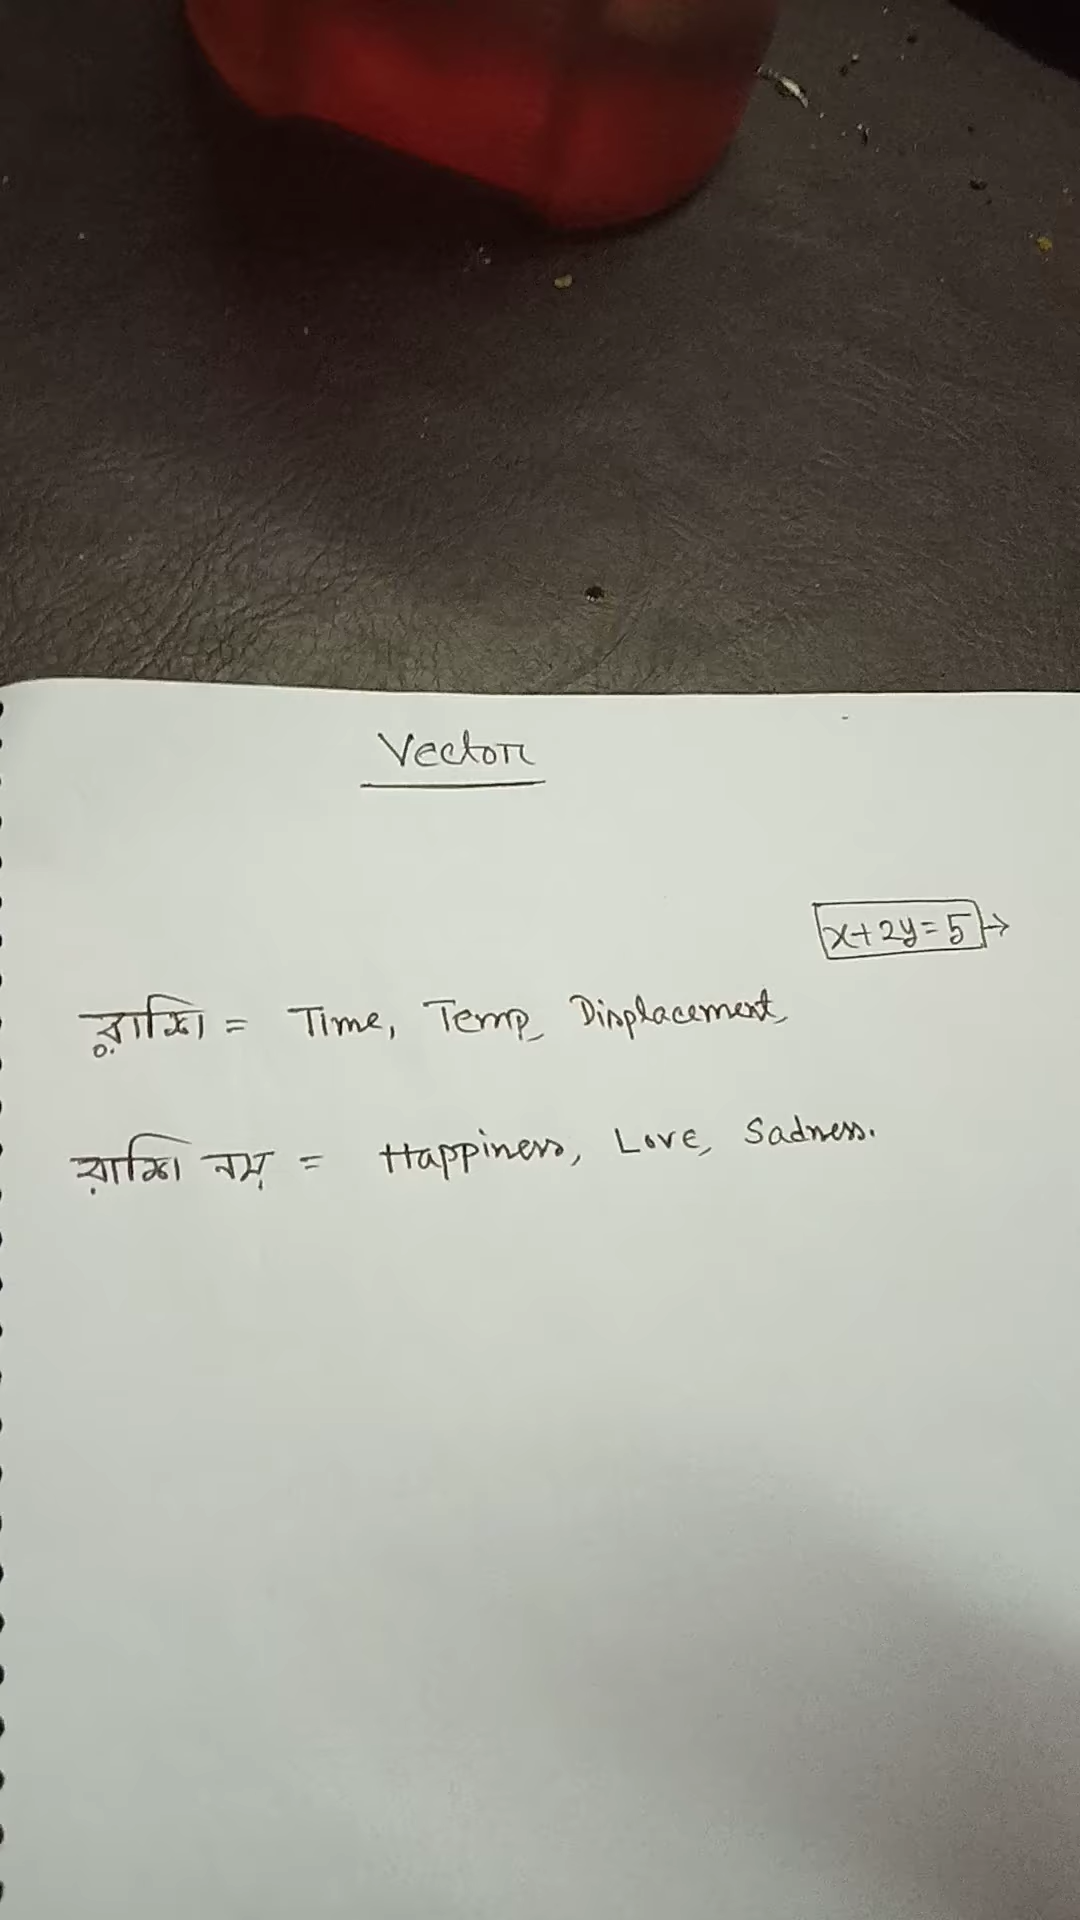 Vector
x+2y=5→
রাশি = Time, Temp, Displacement,
রাশি নয় = Happiness, Love, Sadness.